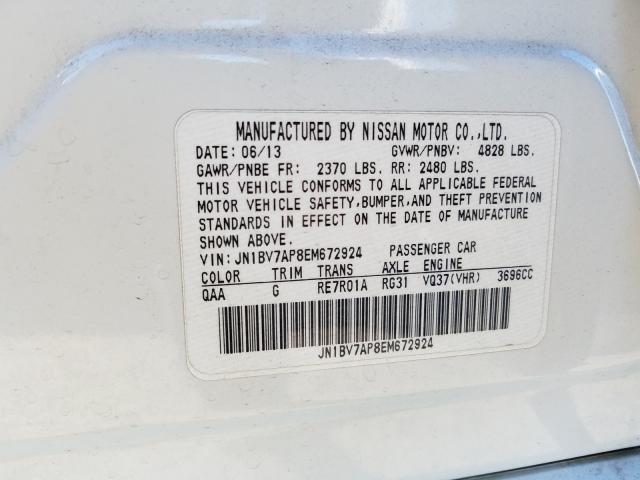 MANUFACTURED BY NISSAN MOTOR CO.,LTD.
DATE: 06/13 GVWR/PNBV: 4828 LBS.
GAWR/PNBE FR: 2370 LBS. RR: 2480 LBS.
THIS VEHICLE CONFORMS TO ALL APPLICABLE FEDERAL
MOTOR VEHICLE SAFETY,BUMPER,AND THEFT PREVENTION
STANDARDS IN EFFECT ON THE DATE OF MANUFACTURE
SHOWN ABOVE.
VIN: JN1BV7AP8EM672924 PASSENGER CAR
COLOR TRIM TRANS AXLE ENGINE
QAA G RE7R01A RG31 VQ37(VHR) 3696CC
JN1BV7AP8EM672924